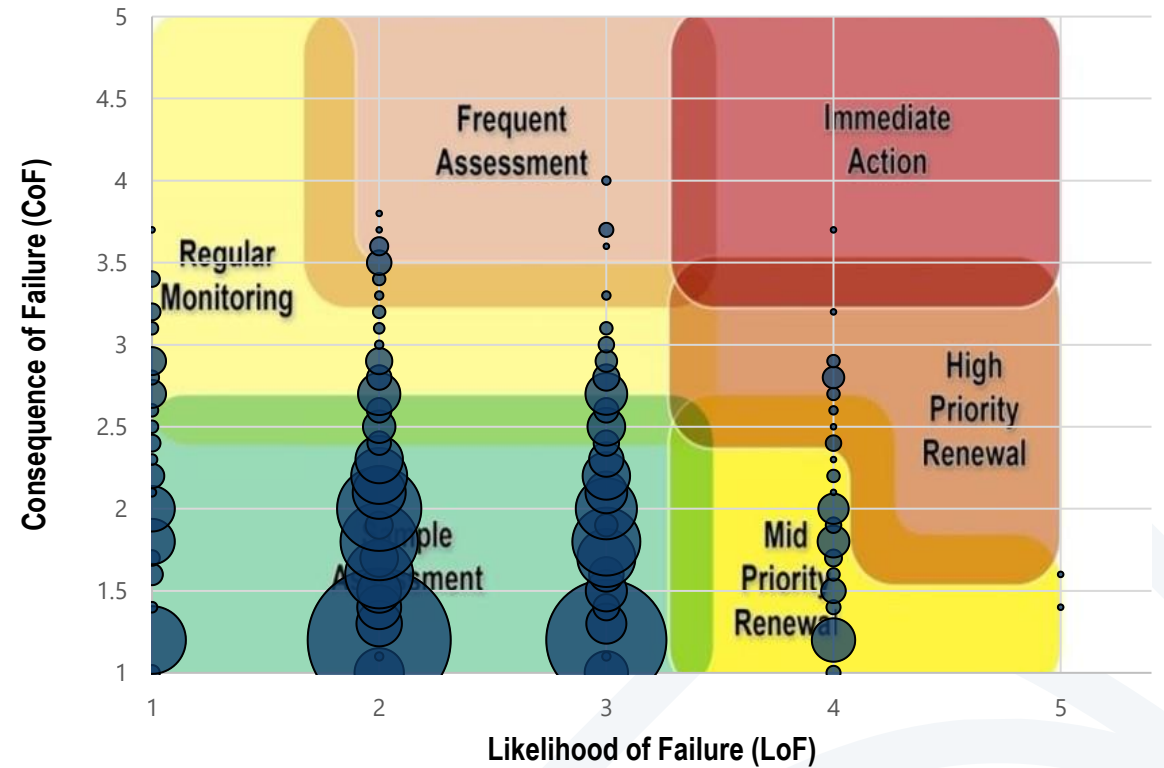 5
4.5
4
3.5
3
2.5
2
1.5
1
Consequence of Failure (CoF)
Frequent
Assessment
Immediate
Action
Regular
Monitoring
High
Priority
Renewal
Mid
Priority
Renewal
1
2
3
4
5
Likelihood of Failure (LoF)